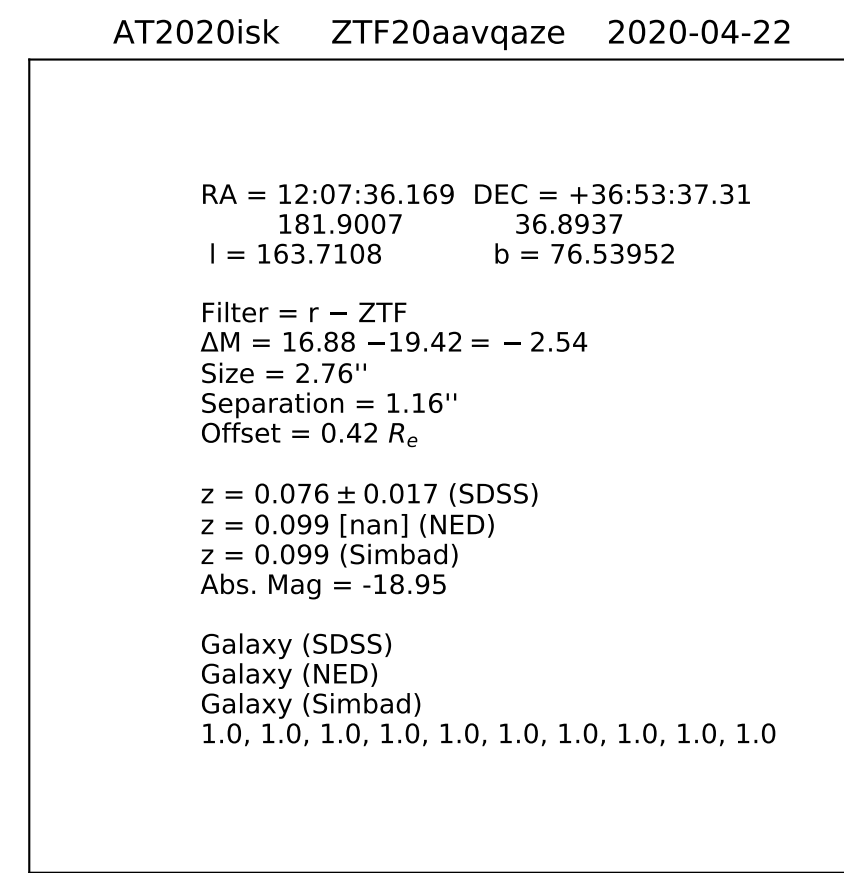 AT2020isk ZTF20aavqaze 2020-04-22
RA = 12:07:36.169 DEC = +36:53:37.31
181.9007 36.8937
l = 163.7108 b = 76.53952
Filter = r − ZTF
ΔM = 16.88 −19.42 = − 2.54
Size = 2.76''
Separation = 1.16''
Offset = 0.42 Rₑ
z = 0.076 ± 0.017 (SDSS)
z = 0.099 [nan] (NED)
z = 0.099 (Simbad)
Abs. Mag = -18.95
Galaxy (SDSS)
Galaxy (NED)
Galaxy (Simbad)
1.0, 1.0, 1.0, 1.0, 1.0, 1.0, 1.0, 1.0, 1.0, 1.0